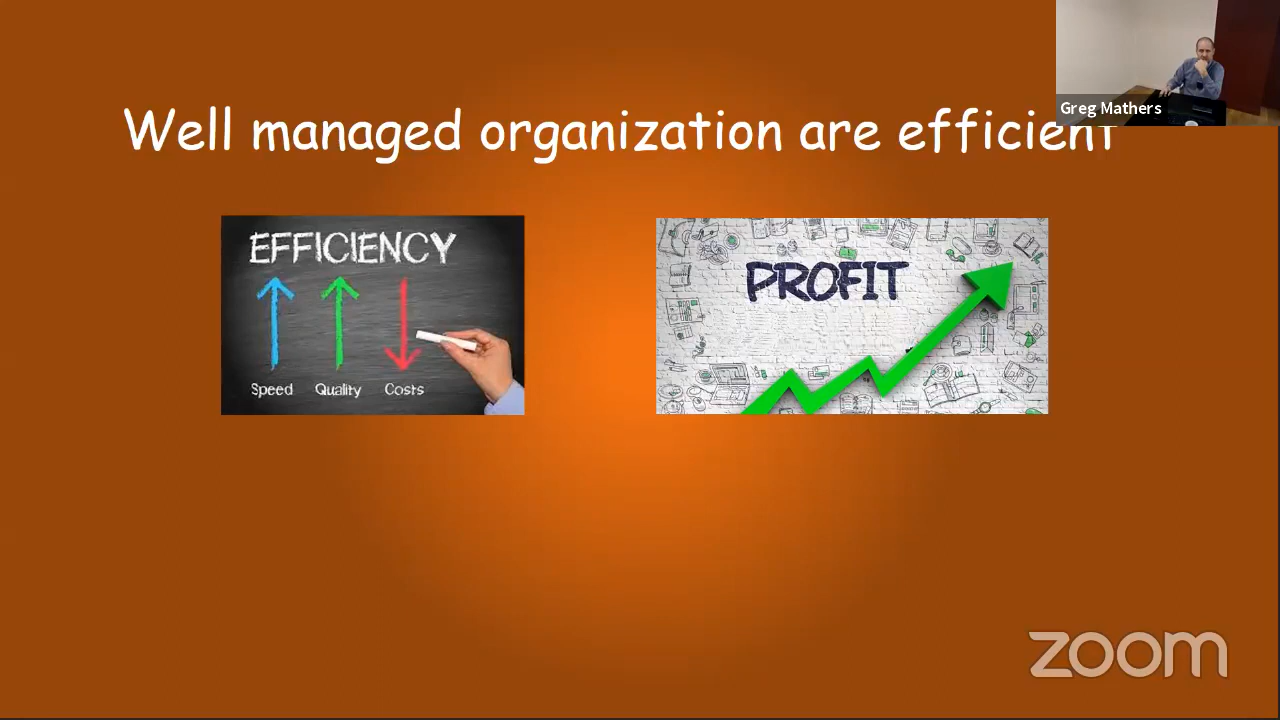 Greg Mathers
Well managed organization are efficient
EFFICIENCY
Speed Quality Costs
PROFIT
zoom